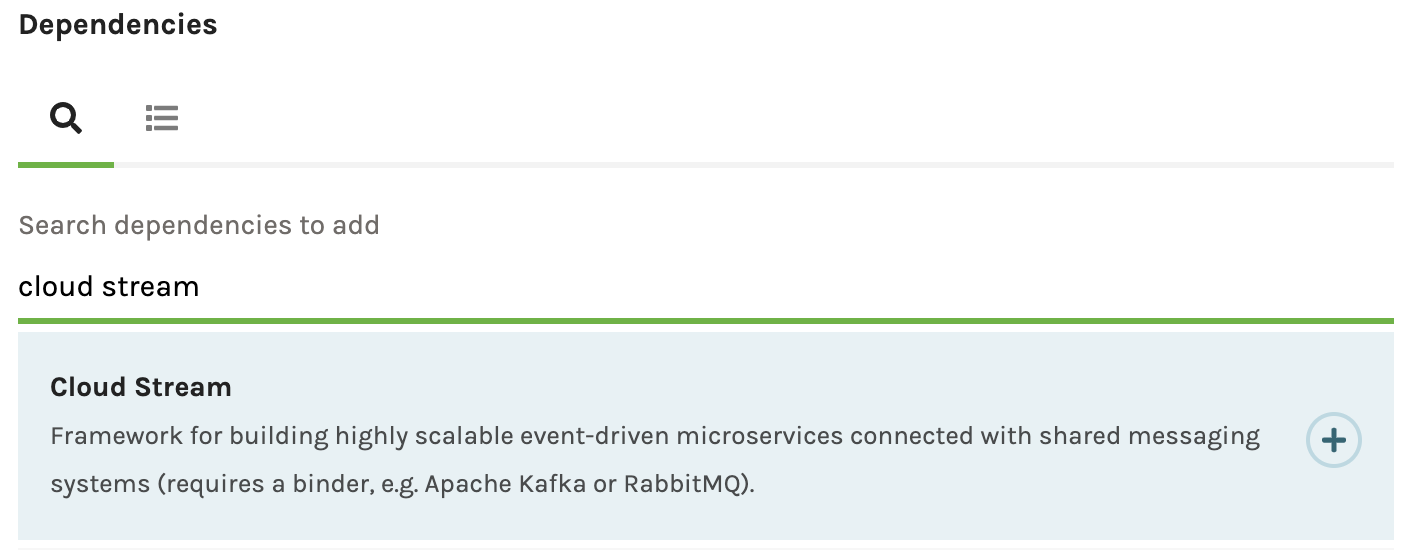 Dependencies
Search dependencies to add
cloud stream
Cloud Stream
Framework for building highly scalable event-driven microservices connected with shared messaging
systems (requires a binder, e.g. Apache Kafka or RabbitMQ).